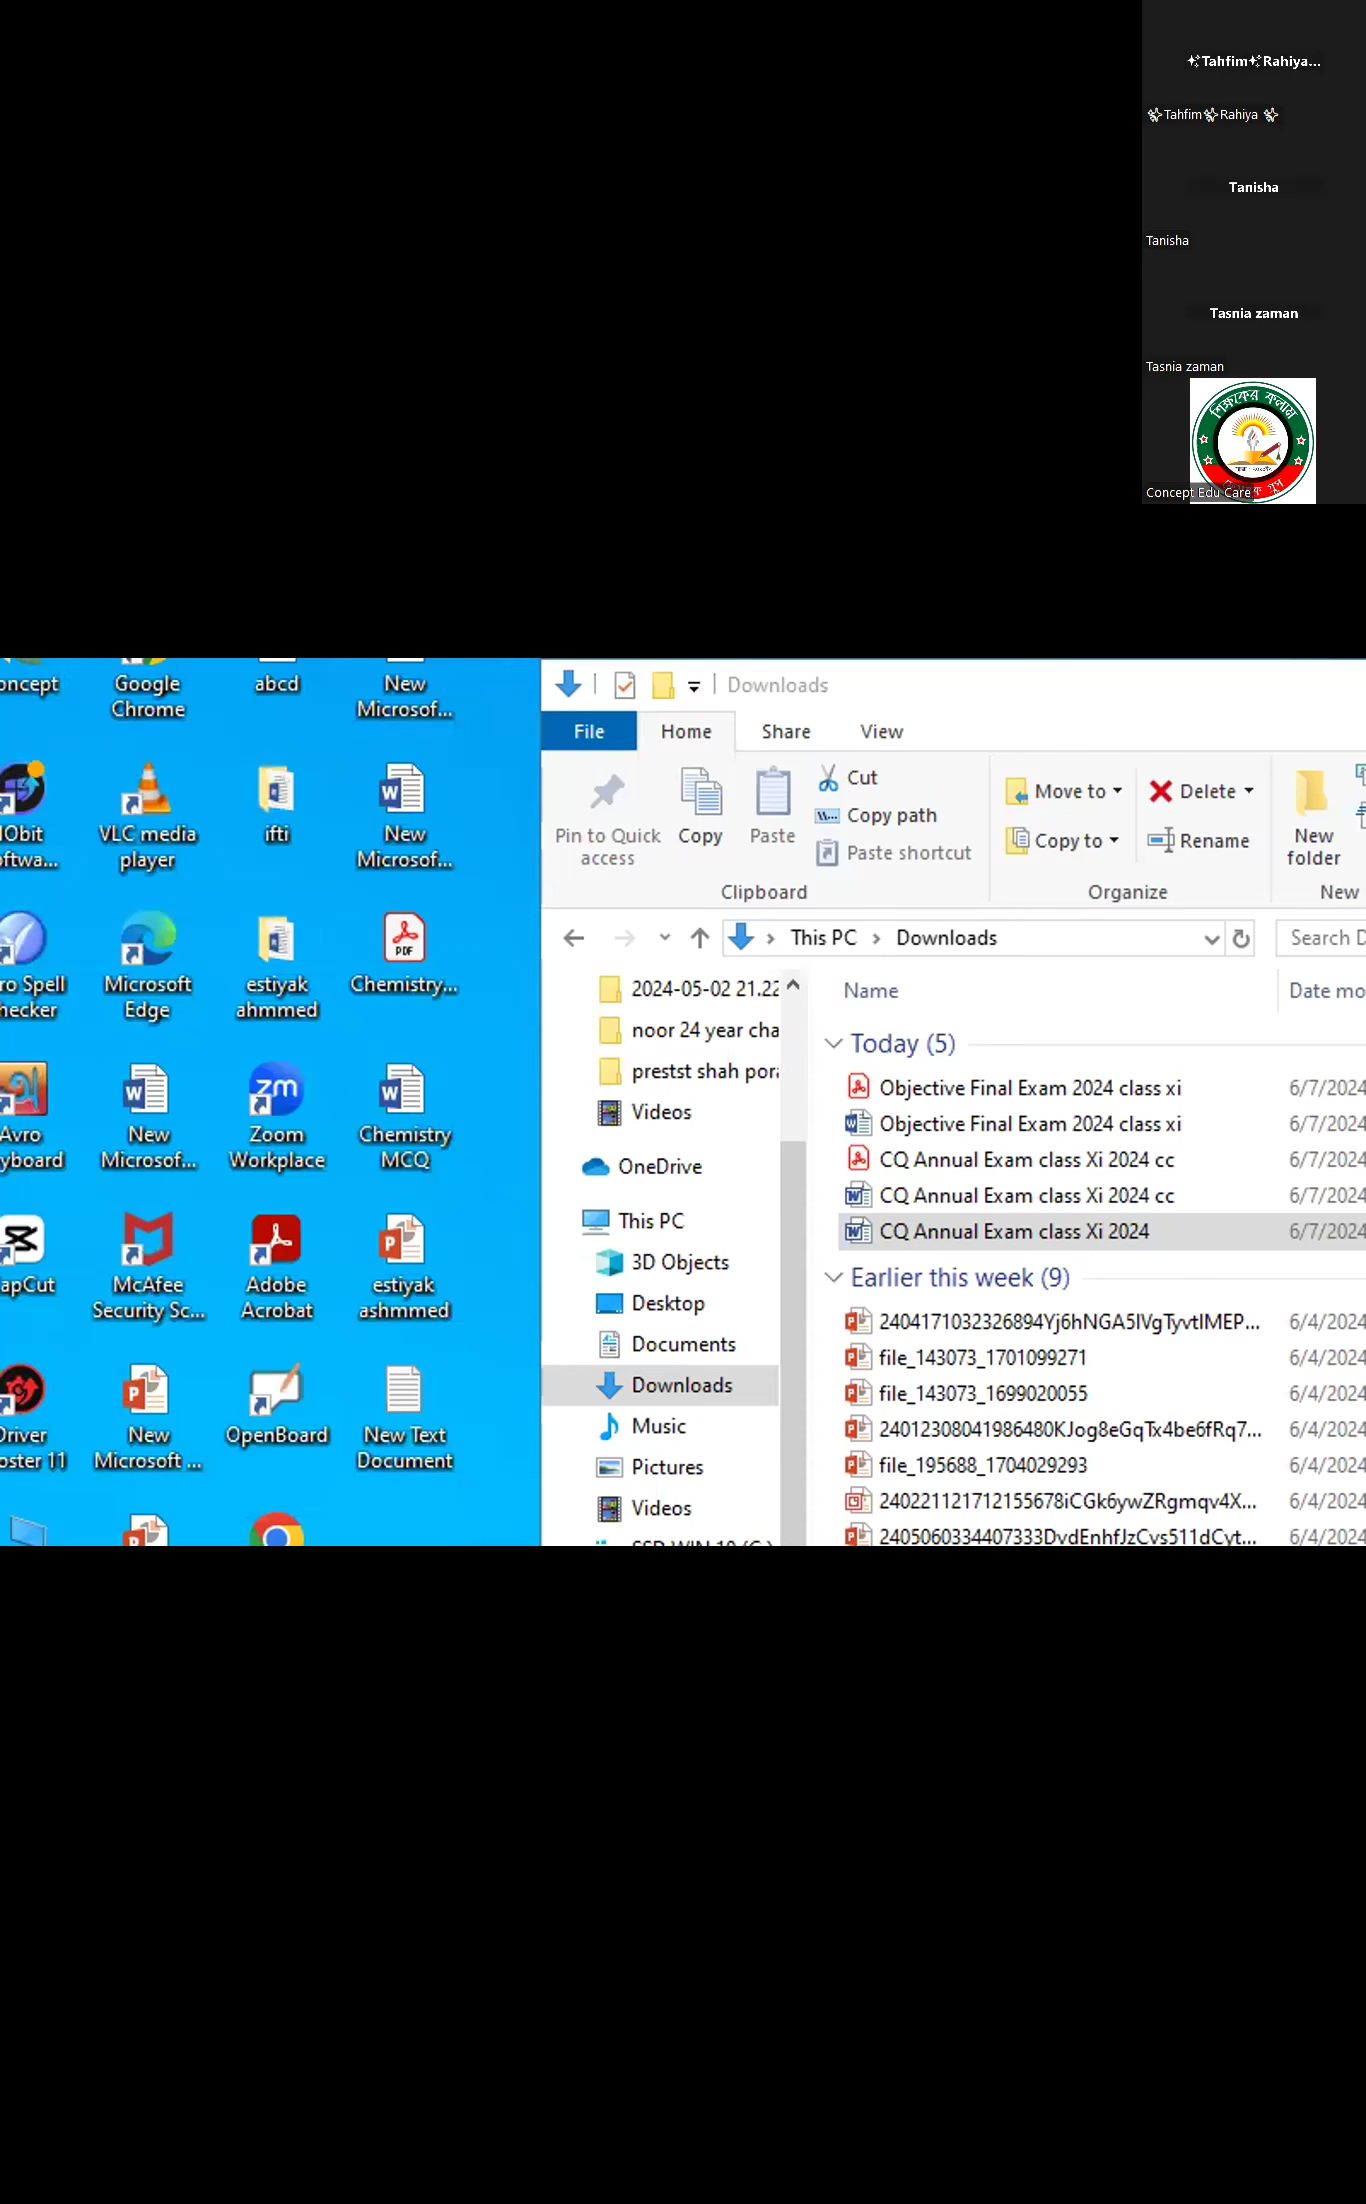 Tahfim Rahiya...
Tahfim Rahiya
Tanisha
Tanisha
Tasnia zaman
Tasnia zaman
শিক্ষকের কলাম
Concept Edu Care
oncept
Google
Chrome
abcd
New
Microsof...
IObit
oftwa...
VLC media
player
ifti
New
Microsof...
ro Spell
hecker
Microsoft
Edge
estiyak
ahmmed
PDF
Chemistry...
Avro
yboard
New
Microsof...
zm
Zoom
Workplace
Chemistry
MCQ
apCut
McAfee
Security Sc...
Adobe
Acrobat
estiyak
ashmmed
Driver
oster 11
New
Microsoft ...
OpenBoard
New Text
Document
Downloads
File
Home
Share
View
Pin to Quick
access
Copy
Paste
Cut
Copy path
Paste shortcut
Clipboard
Move to
Copy to
Delete
Rename
Organize
New
folder
New
This PC
Downloads
Search D
2024-05-02 21.22
noor 24 year cha
prestst shah pora
Videos
OneDrive
This PC
3D Objects
Desktop
Documents
Downloads
Music
Pictures
Videos
Name
Date mo
Today (5)
Objective Final Exam 2024 class xi
6/7/2024
Objective Final Exam 2024 class xi
6/7/2024
CQ Annual Exam class Xi 2024 cc
6/7/2024
CQ Annual Exam class Xi 2024 cc
6/7/2024
CQ Annual Exam class Xi 2024
6/7/2024
Earlier this week (9)
6/4/2024
file_143073_1701099271
6/4/2024
file_143073_1699020055
6/4/2024
24012308041986480KJog8eGqTx4be6fRq7...
6/4/2024
file_195688_1704029293
6/4/2024
240221121712155678iCGk6ywZRgmqv4X...
6/4/2024
6/4/2024